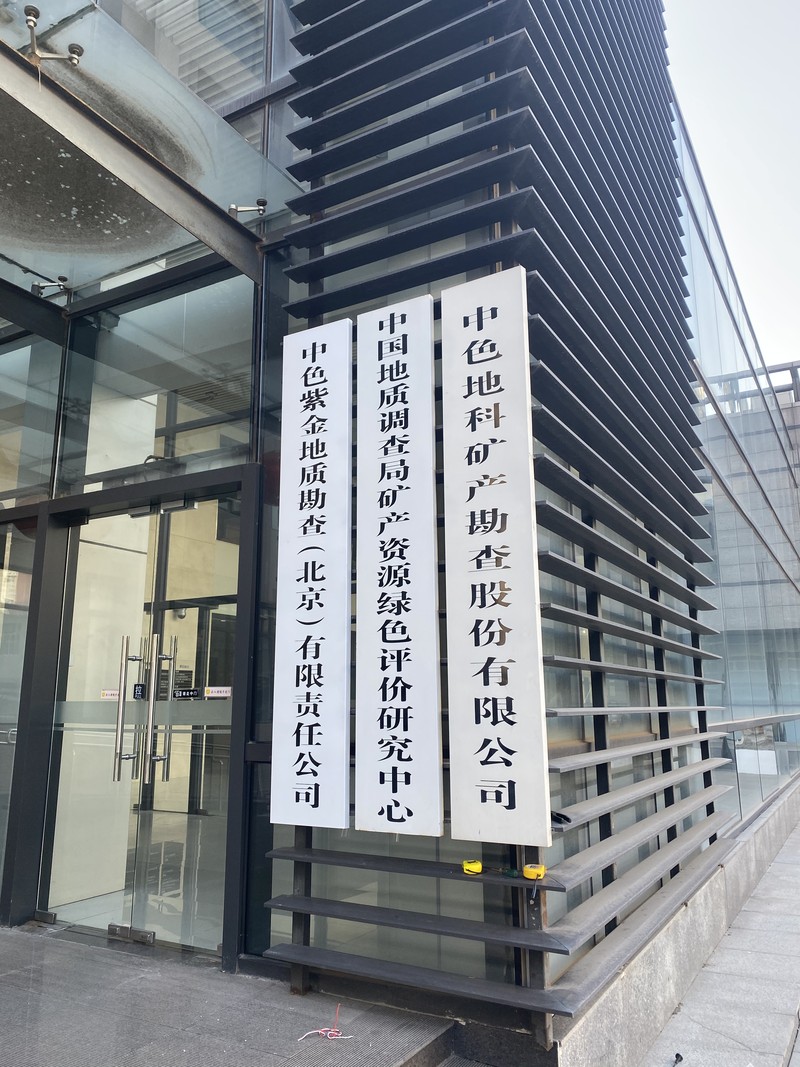 中色地科矿产勘查股份有限公司
中国地质调查局矿产资源绿色评价研究中心
中色紫金地质勘查（北京）有限责任公司